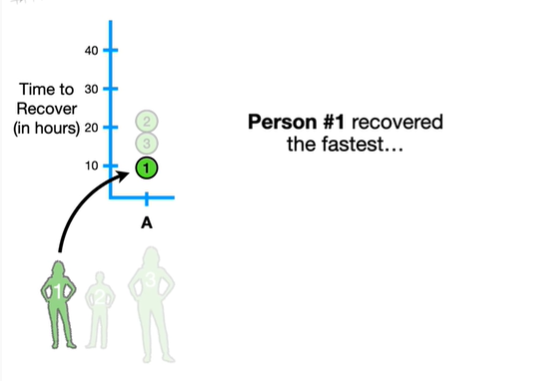 40
Time to 30
Recover
(in hours) 20
10
2
3
1
A
Person #1 recovered
the fastest...
1
2
3